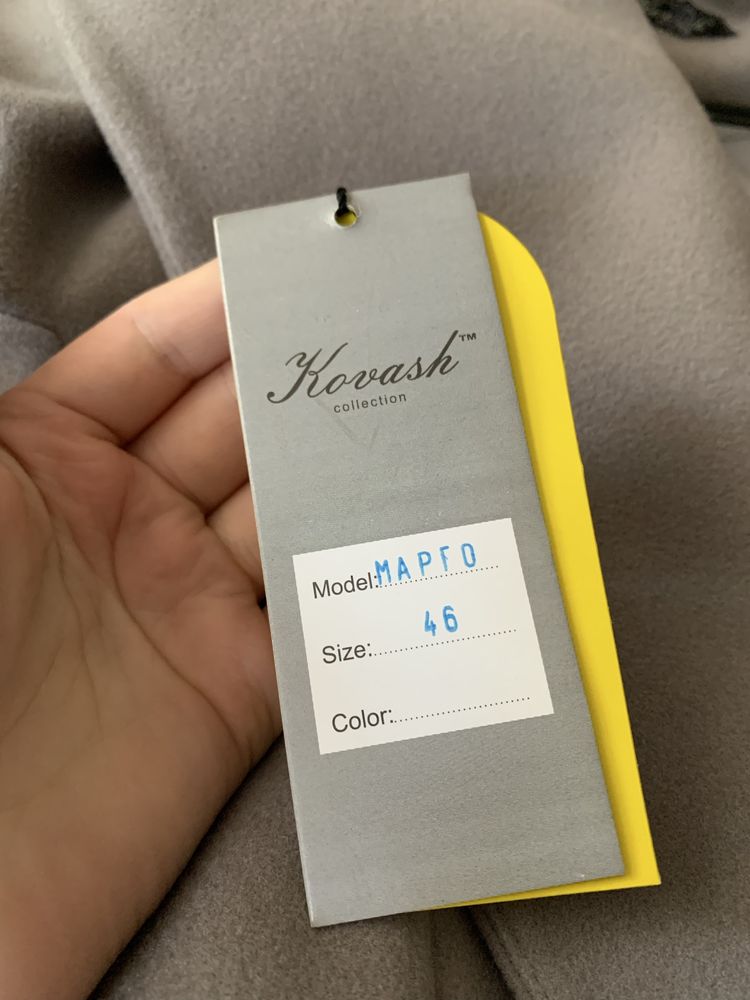 Kovash™
collection
Model:МАРГО
Size: 46
Color: